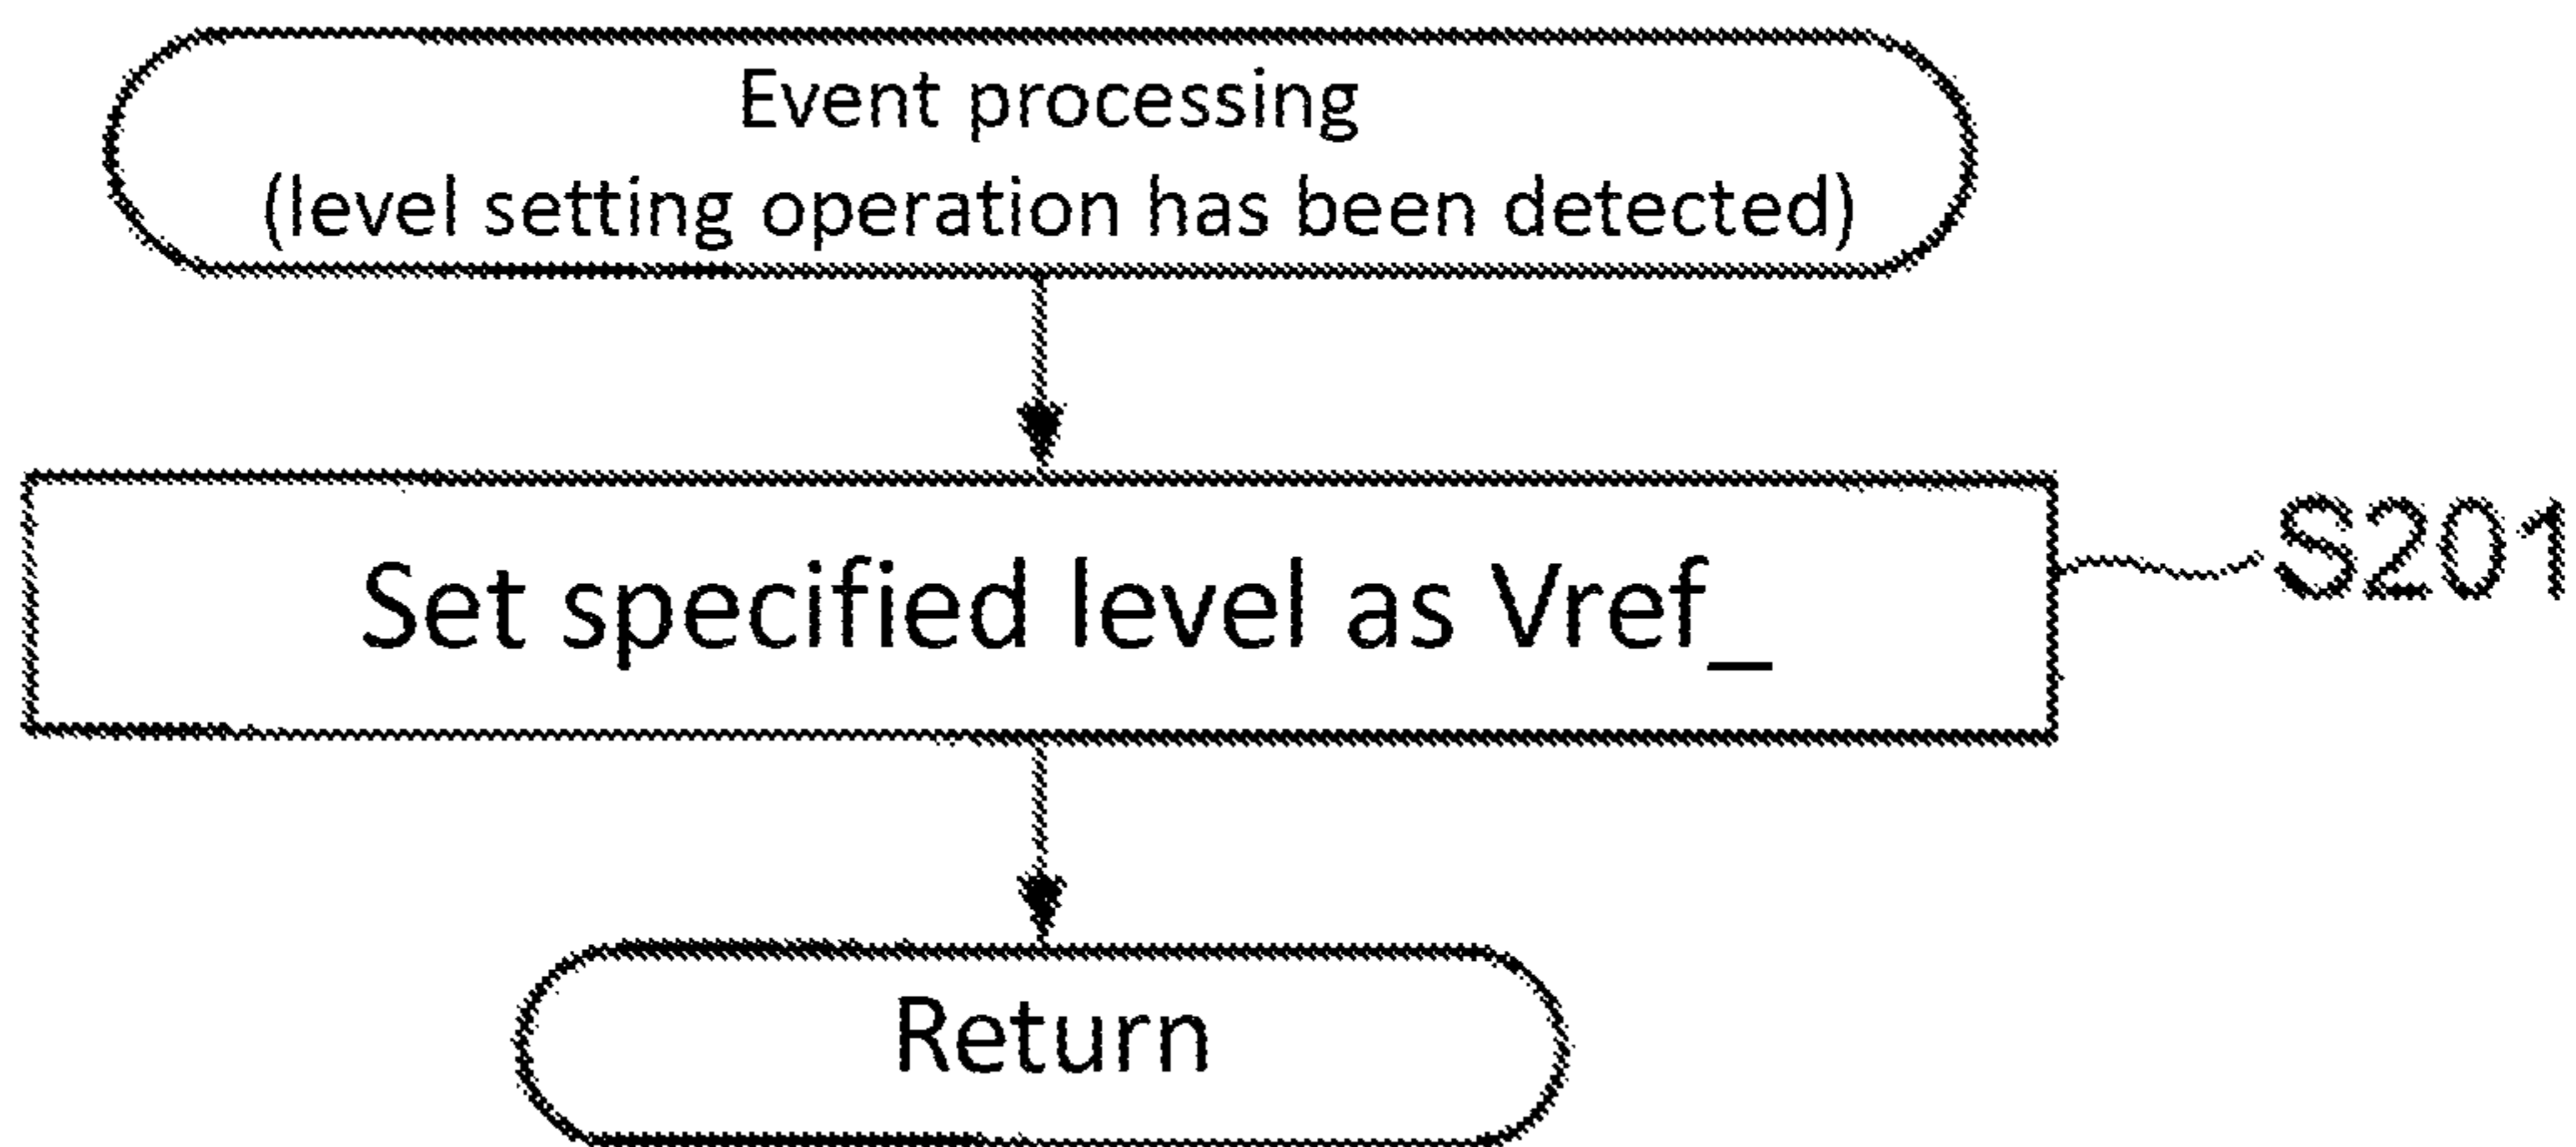 Event processing
(level setting operation has been detected)
Set specified level as Vref_
S201
Return